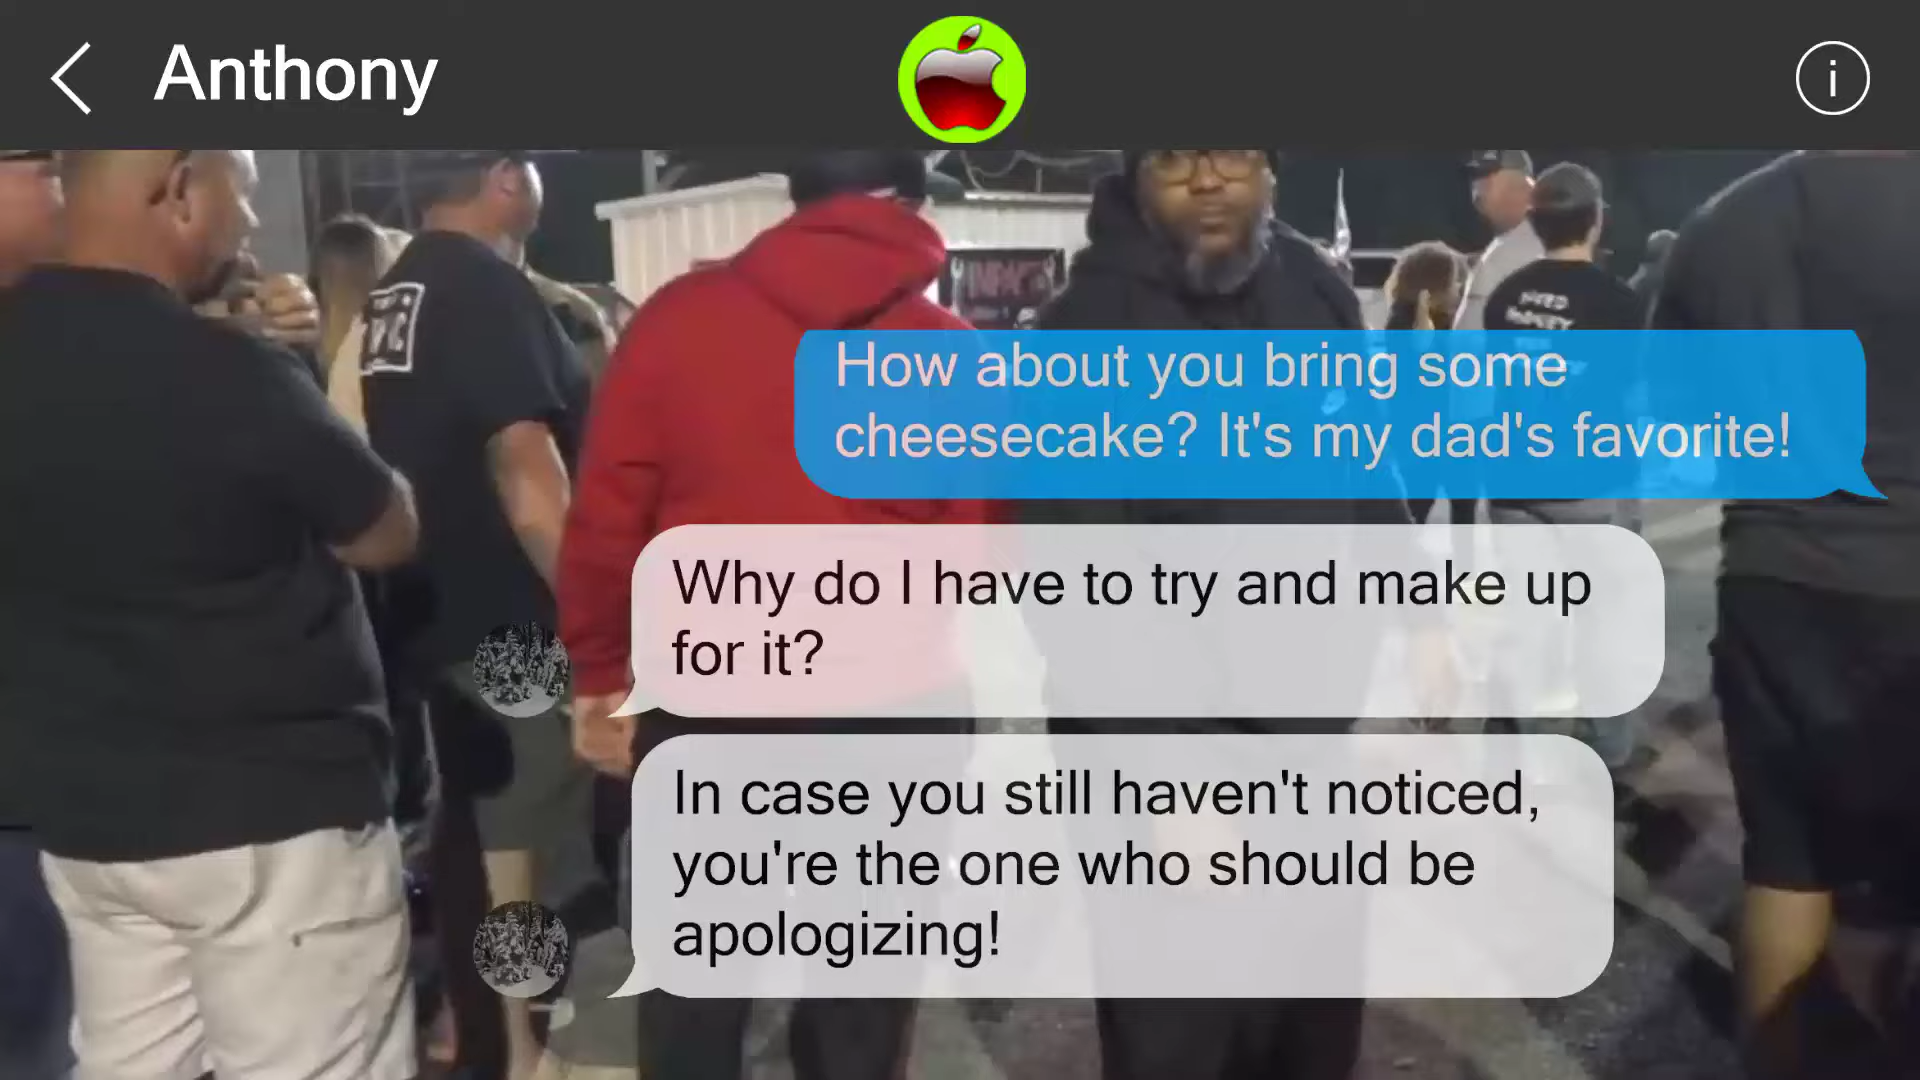 Anthony
How about you bring some
cheesecake? It's my dad's favorite!
Why do I have to try and make up
for it?
In case you still haven't noticed,
you're the one who should be
apologizing!